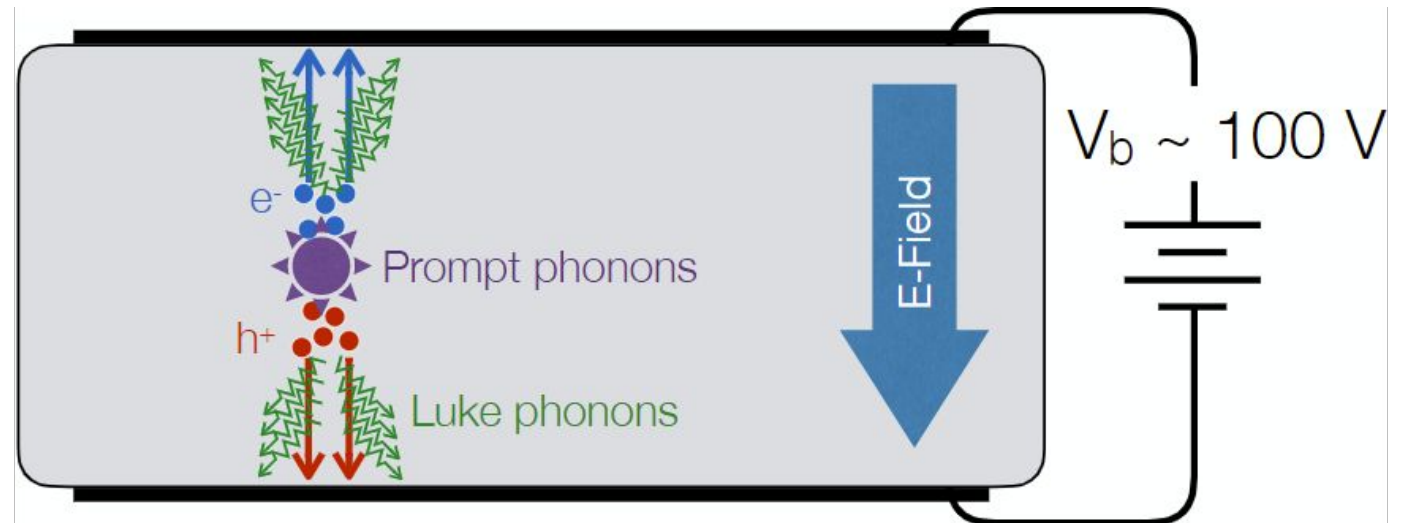 e-
Prompt phonons
h+
Luke phonons
E-Field
Vb ~ 100 V